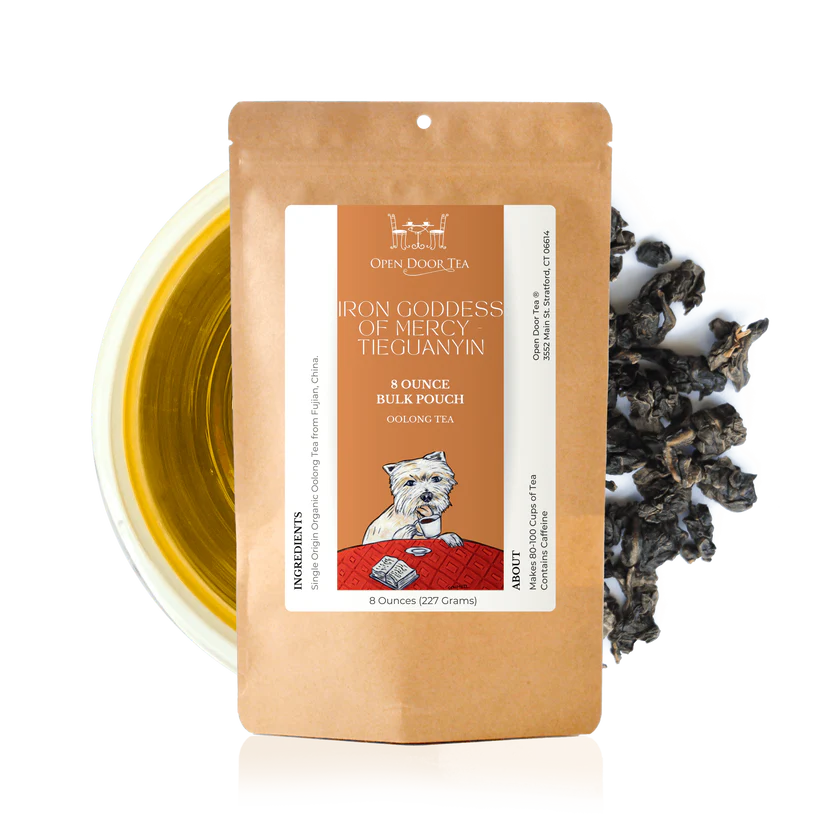 OPEN DOOR TEA
IRON GODDESS
OF MERCY -
TIEGUANYIN
8 OUNCE
BULK POUCH
OOLONG TEA
8 Ounces (227 Grams)
INGREDIENTS
Single Origin Organic Oolong Tea from Fujian, China.
ABOUT
Makes 80-100 Cups of Tea
Contains Caffeine
Open Door Tea ®
3552 Main St. Stratford, CT 06614